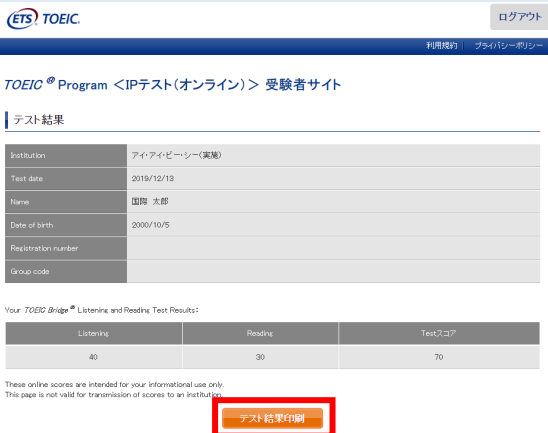 ETS TOEIC.
ログアウト
利用規約 | プライバシーポリシー
TOEIC ® Program <IPテスト(オンライン)> 受験者サイト
テスト結果
Institution アイ・アイ・ビー・シー(実施)
Test date 2019/12/13
Name 国際 太郎
Date of birth 2000/10/5
Registration number
Group code
Your TOEIC Bridge ® Listening and Reading Test Results:
Listening Reading Testスコア
40 30 70
These online scores are intended for your informational use only.
This page is not valid for transmission of scores to an institution.
テスト結果印刷